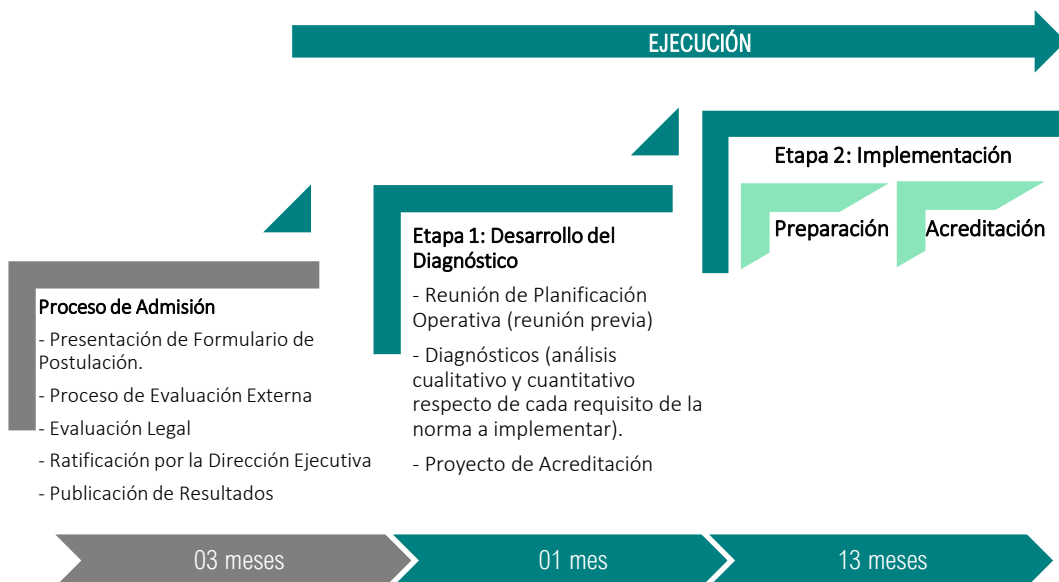 EJECUCIÓN
Etapa 2: Implementación
Preparación
Acreditación
Etapa 1: Desarrollo del
Diagnóstico
- Reunión de Planificación
Operativa (reunión previa)
- Diagnósticos (análisis
cualitativo y cuantitativo
respecto de cada requisito de la
norma a implementar).
- Proyecto de Acreditación
Proceso de Admisión
- Presentación de Formulario de
Postulación.
- Proceso de Evaluación Externa
- Evaluación Legal
- Ratificación por la Dirección Ejecutiva
- Publicación de Resultados
03 meses
01 mes
13 meses